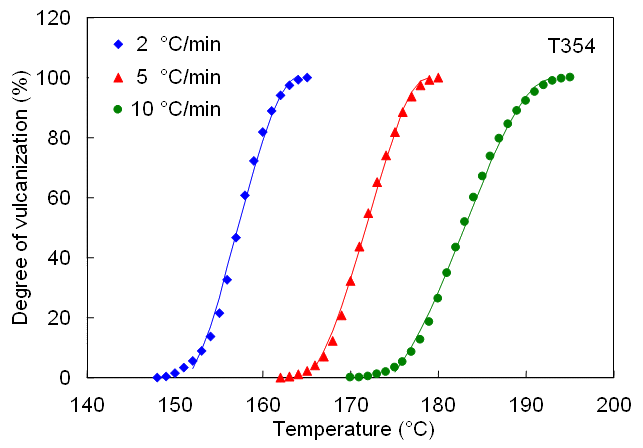 120
100
80
60
40
20
0
Degree of vulcanization (%)
2 °C/min
5 °C/min
10 °C/min
T354
140 150 160 170 180 190 200
Temperature (°C)